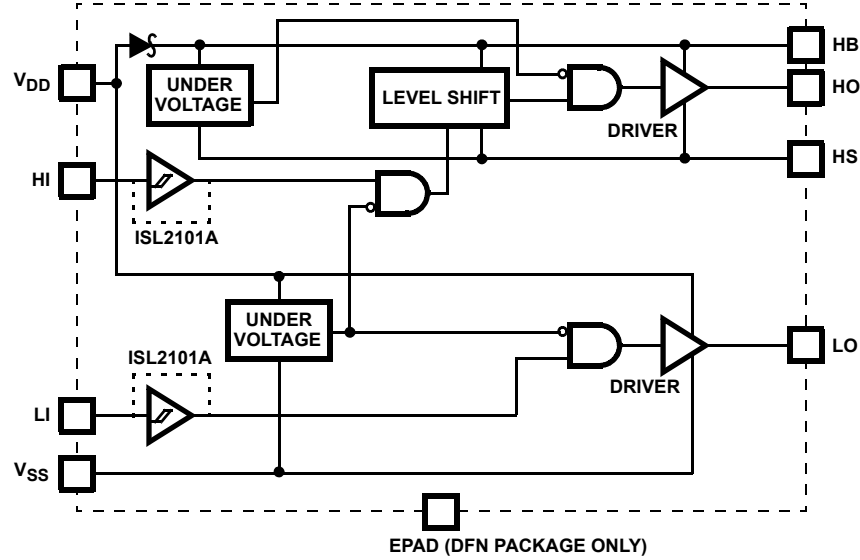 HB
VDD
UNDER
VOLTAGE
LEVEL SHIFT
HO
DRIVER
HS
HI
ISL2101A
UNDER
VOLTAGE
LO
ISL2101A
DRIVER
LI
VSS
EPAD (DFN PACKAGE ONLY)